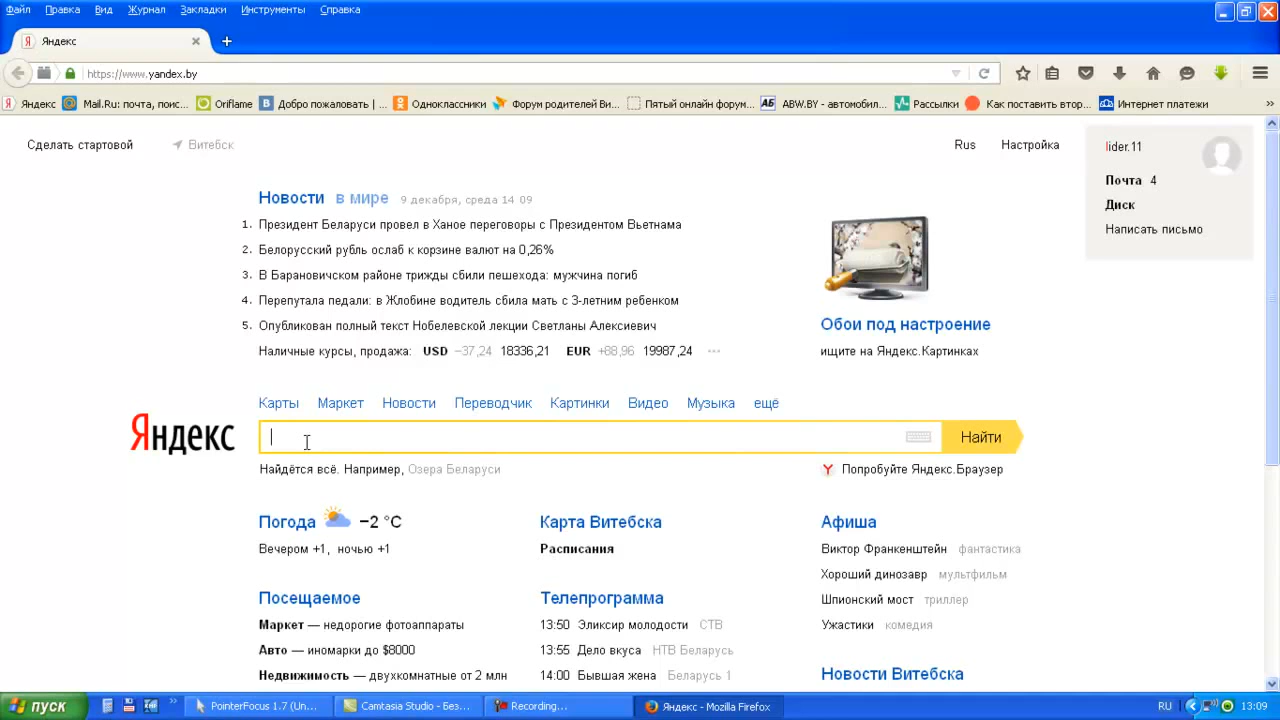 Файл Правка Вид Журнал Закладки Инструменты Справка
Яндекс
https://www.yandex.by
Яндекс Mail.Ru: почта, поис... Oriflame Добро пожаловать | ... Одноклассники Форум родителей Ви... Пятый онлайн форум... ABW.BY - автомобил... Рассылки Как поставить втор... Интернет платежи »
Сделать стартовой Витебск Rus Настройка
lider.11
Почта 4
Диск
Написать письмо
Новости в мире 9 декабря, среда 14 09
1. Президент Беларуси провел в Ханое переговоры с Президентом Вьетнама
2. Белорусский рубль ослаб к корзине валют на 0,26%
3. В Барановичском районе трижды сбили пешехода: мужчина погиб
4. Перепутала педали: в Жлобине водитель сбила мать с 3-летним ребенком
5. Опубликован полный текст Нобелевской лекции Светланы Алексиевич
Наличные курсы, продажа: USD −37,24 18336,21 EUR +88,96 19987,24 ...
Обои под настроение
ищите на Яндекс.Картинках
Карты Маркет Новости Переводчик Картинки Видео Музыка ещё
Яндекс Найти
Найдётся всё. Например, Озера Беларуси
Попробуйте Яндекс.Браузер
Погода −2 °C
Вечером +1, ночью +1
Карта Витебска
Расписания
Афиша
Виктор Франкенштейн фантастика
Хороший динозавр мультфильм
Шпионский мост триллер
Ужастики комедия
Посещаемое
Маркет — недорогие фотоаппараты
Авто — иномарки до $8000
Недвижимость — двухкомнатные от 2 млн
Телепрограмма
13:50 Эликсир молодости СТВ
13:55 Дело вкуса НТВ Беларусь
14:00 Бывшая жена Беларусь 1
Новости Витебска
пуск » PointerFocus 1.7 (Un... Camtasia Studio - Без... Recording... Яндекс - Mozilla Firefox RU 13:09